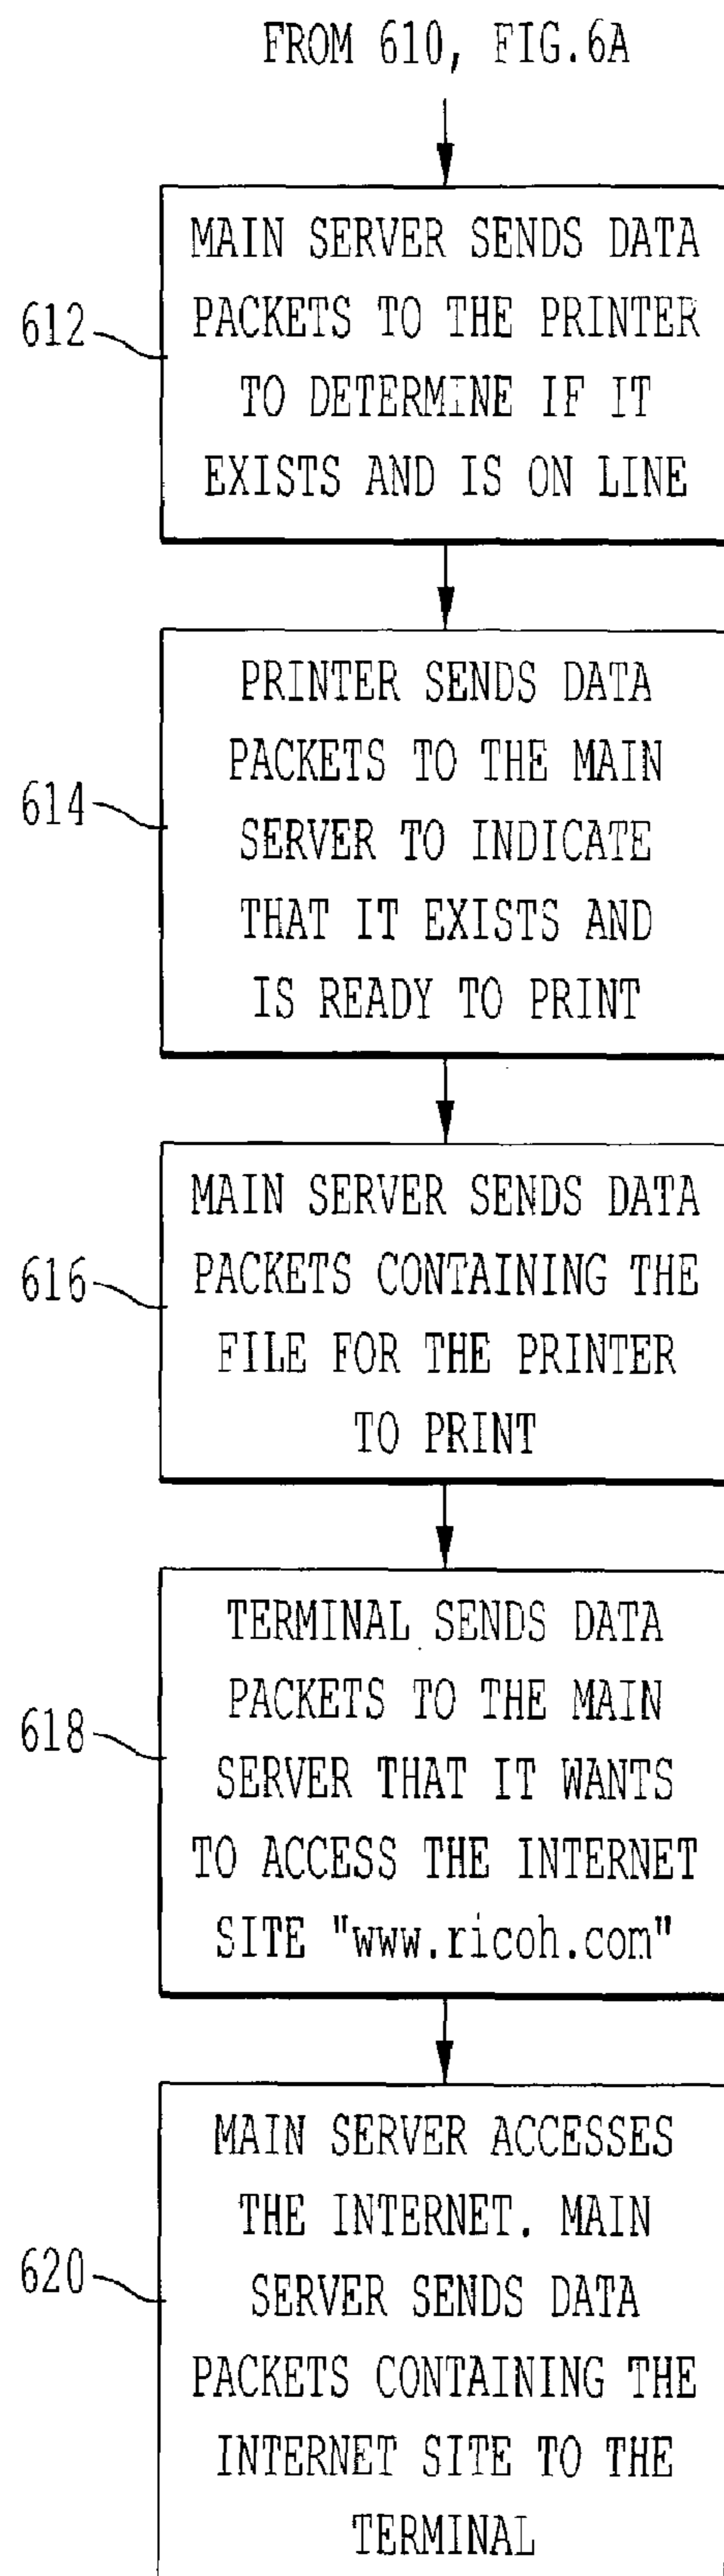 FROM 610, FIG.6A
612
MAIN SERVER SENDS DATA
PACKETS TO THE PRINTER
TO DETERMINE IF IT
EXISTS AND IS ON LINE
614
PRINTER SENDS DATA
PACKETS TO THE MAIN
SERVER TO INDICATE
THAT IT EXISTS AND
IS READY TO PRINT
616
MAIN SERVER SENDS DATA
PACKETS CONTAINING THE
FILE FOR THE PRINTER
TO PRINT
618
TERMINAL SENDS DATA
PACKETS TO THE MAIN
SERVER THAT IT WANTS
TO ACCESS THE INTERNET
SITE "www.ricoh.com"
620
MAIN SERVER ACCESSES
THE INTERNET. MAIN
SERVER SENDS DATA
PACKETS CONTAINING THE
INTERNET SITE TO THE
TERMINAL